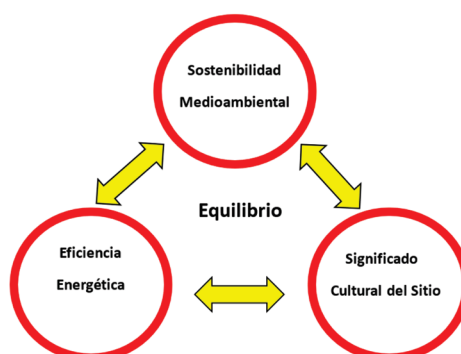 Sostenibilidad
Medioambiental
Equilibrio
Eficiencia
Energética
Significado
Cultural del Sitio